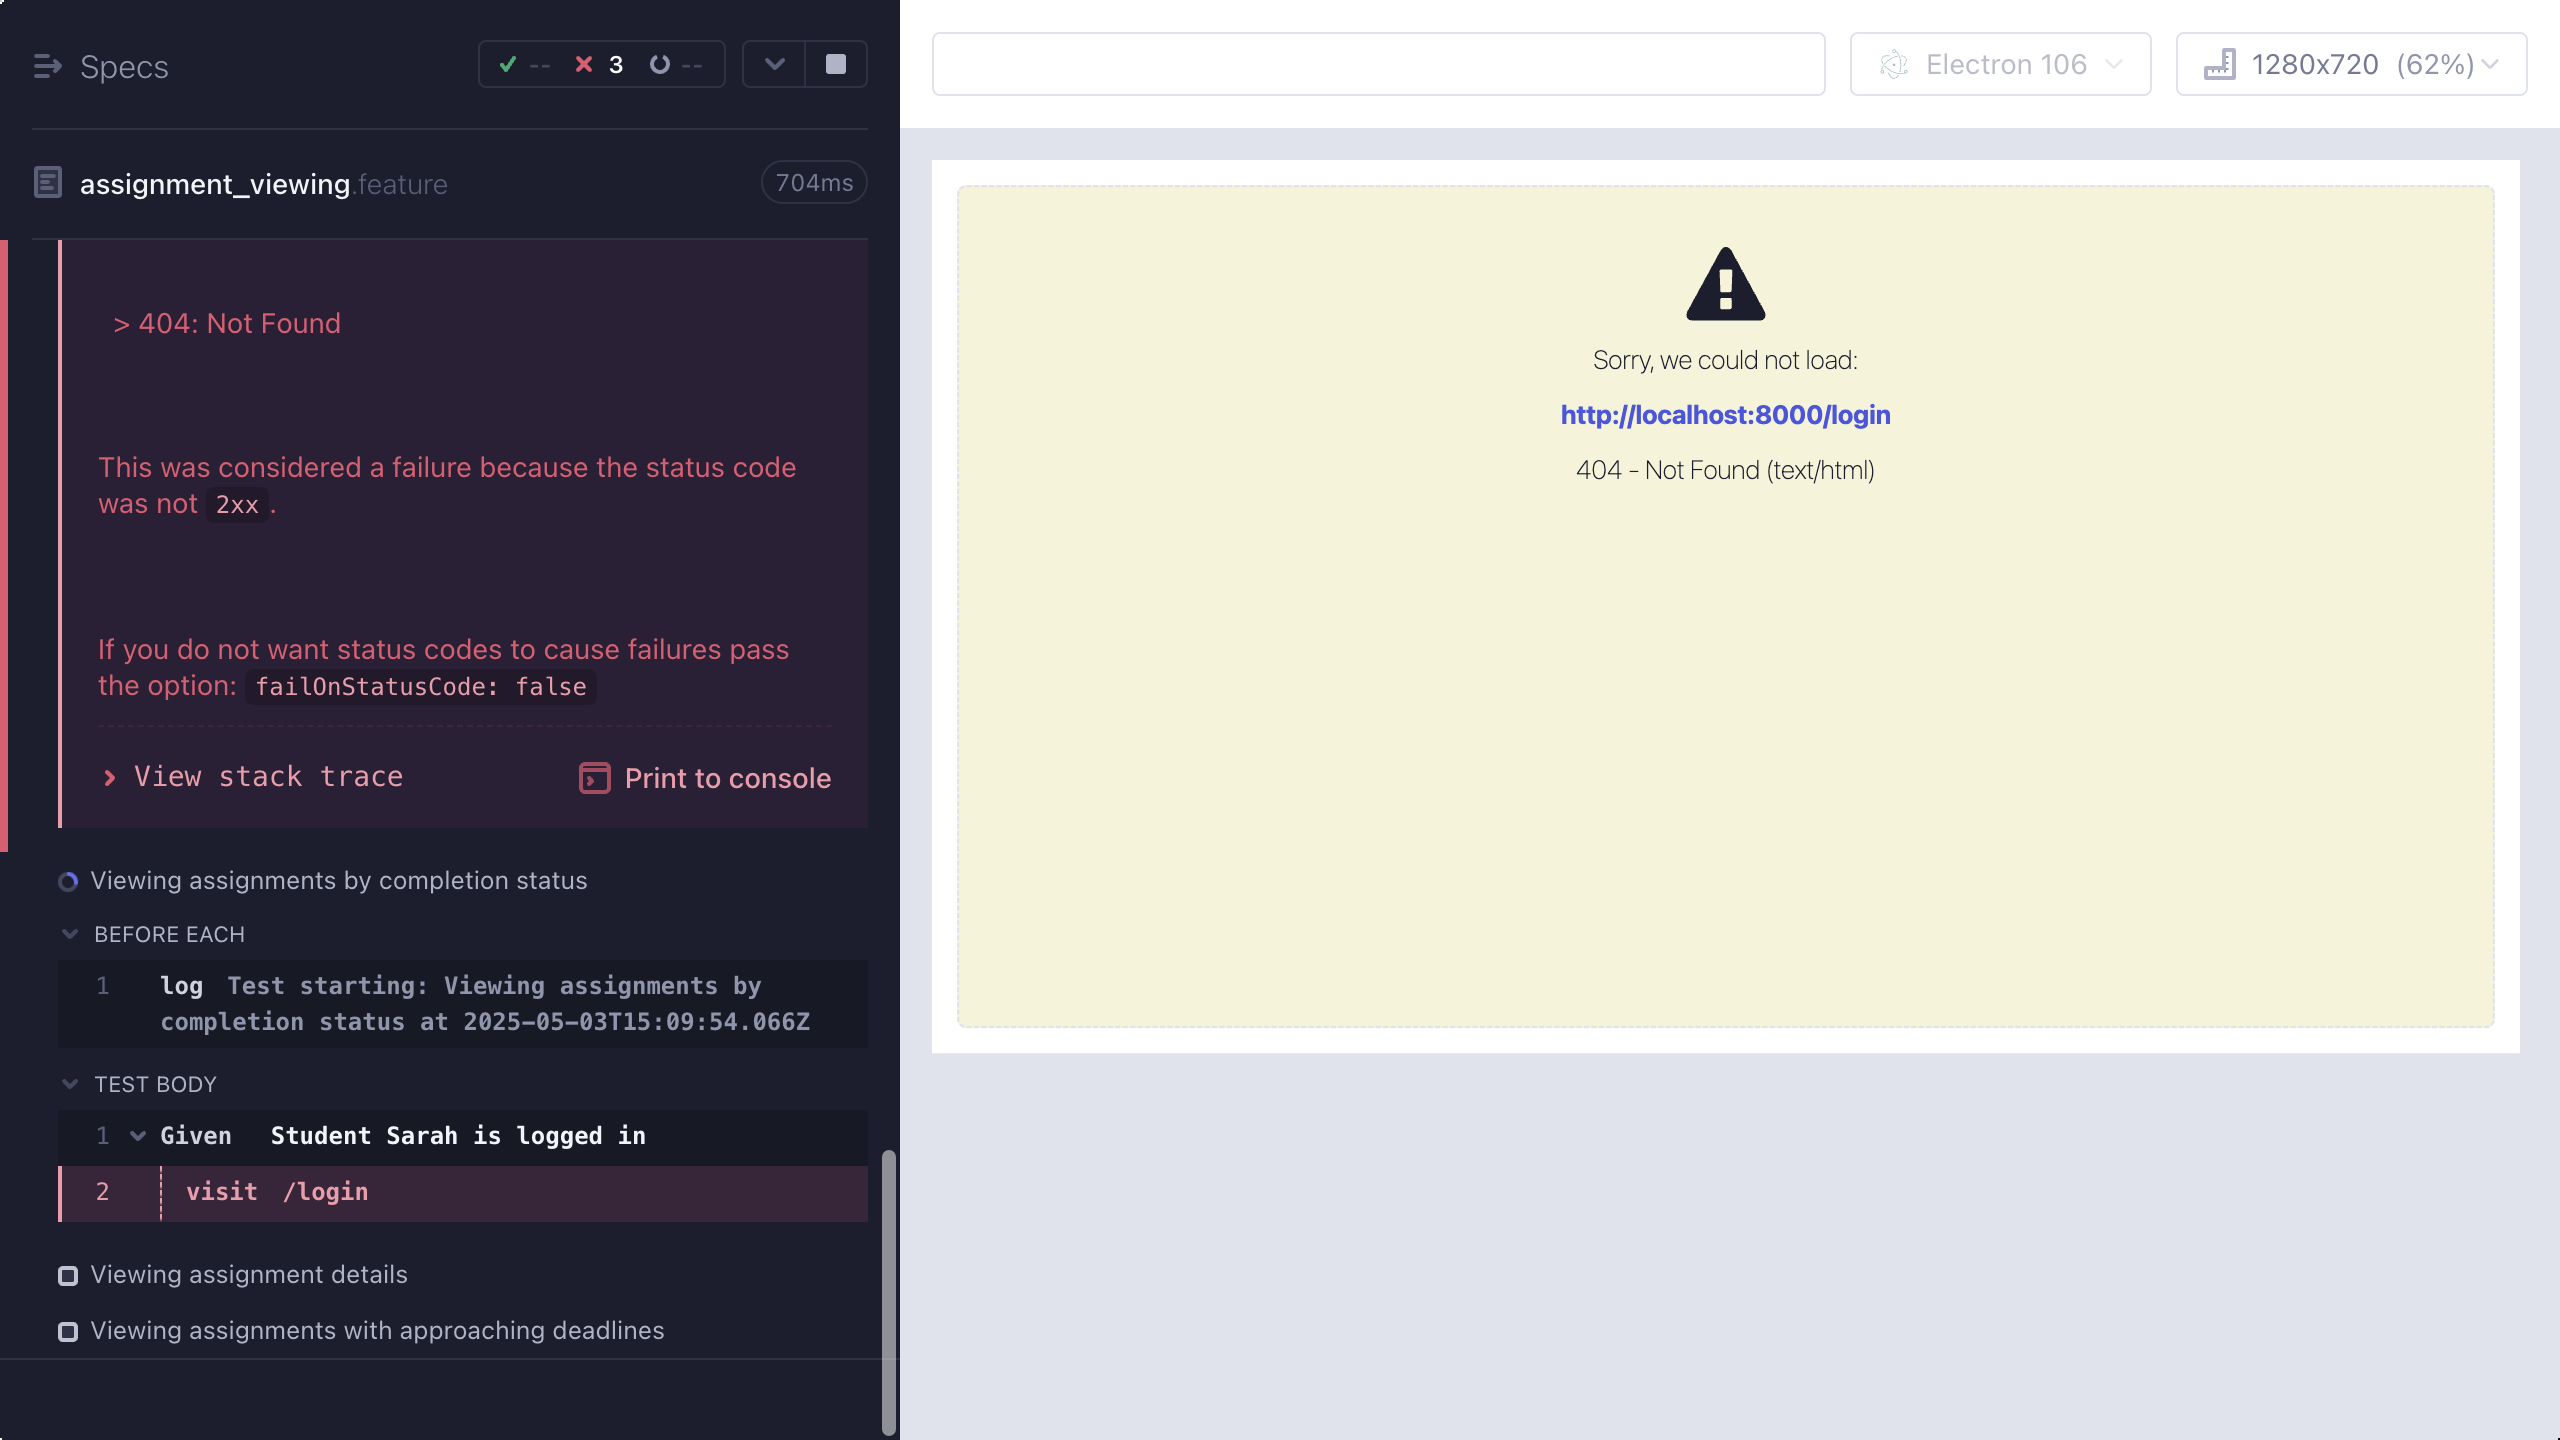 Specs
-- 3 --
assignment_viewing.feature
704ms
> 404: Not Found
This was considered a failure because the status code
was not 2xx.
If you do not want status codes to cause failures pass
the option: failOnStatusCode: false
View stack trace
Print to console
Viewing assignments by completion status
BEFORE EACH
1 log Test starting: Viewing assignments by
completion status at 2025-05-03T15:09:54.066Z
TEST BODY
1 Given Student Sarah is logged in
2 visit /login
Viewing assignment details
Viewing assignments with approaching deadlines
Electron 106
1280x720 (62%)
Sorry, we could not load:
http://localhost:8000/login
404 - Not Found (text/html)